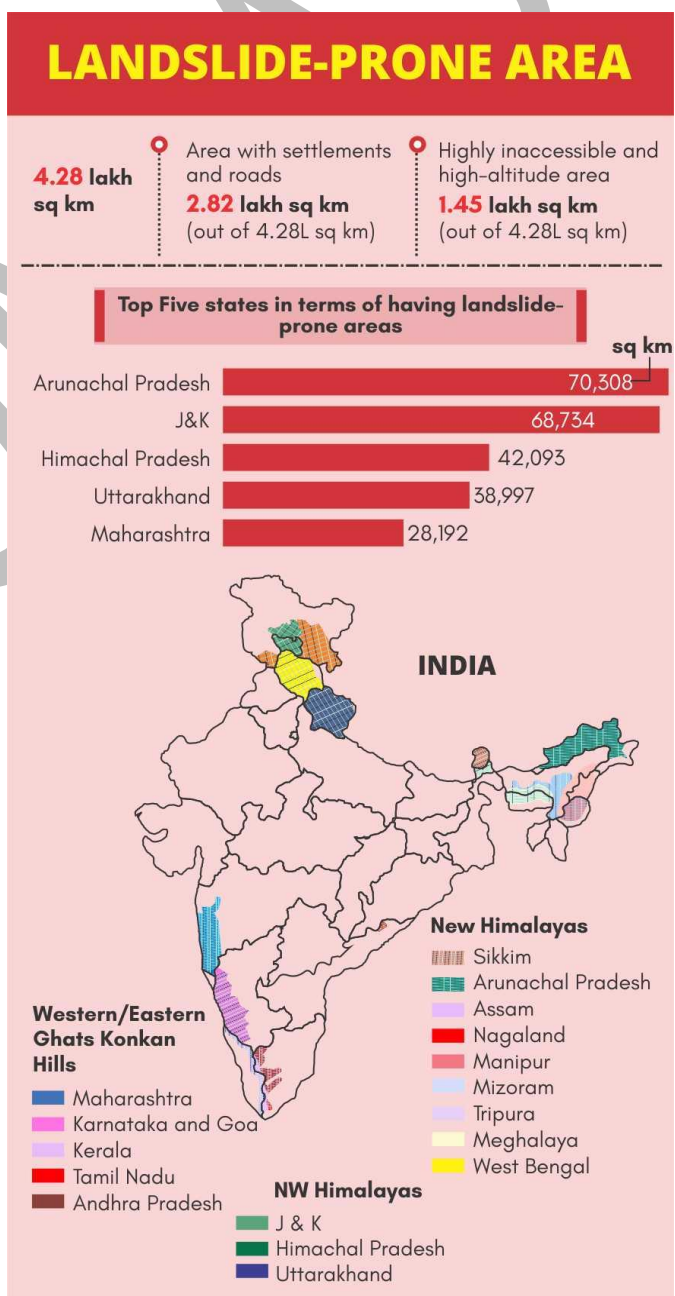 LANDSLIDE-PRONE AREA
4.28 lakh
sq km
Area with settlements
and roads
2.82 lakh sq km
(out of 4.28L sq km)
Highly inaccessible and
high-altitude area
1.45 lakh sq km
(out of 4.28L sq km)
Top Five states in terms of having landslide-
prone areas
sq km
Arunachal Pradesh 70,308
J&K 68,734
Himachal Pradesh 42,093
Uttarakhand 38,997
Maharashtra 28,192
INDIA
New Himalayas
Sikkim
Arunachal Pradesh
Assam
Nagaland
Manipur
Mizoram
Tripura
Meghalaya
West Bengal
Western/Eastern
Ghats Konkan
Hills
Maharashtra
Karnataka and Goa
Kerala
Tamil Nadu
Andhra Pradesh
NW Himalayas
J & K
Himachal Pradesh
Uttarakhand